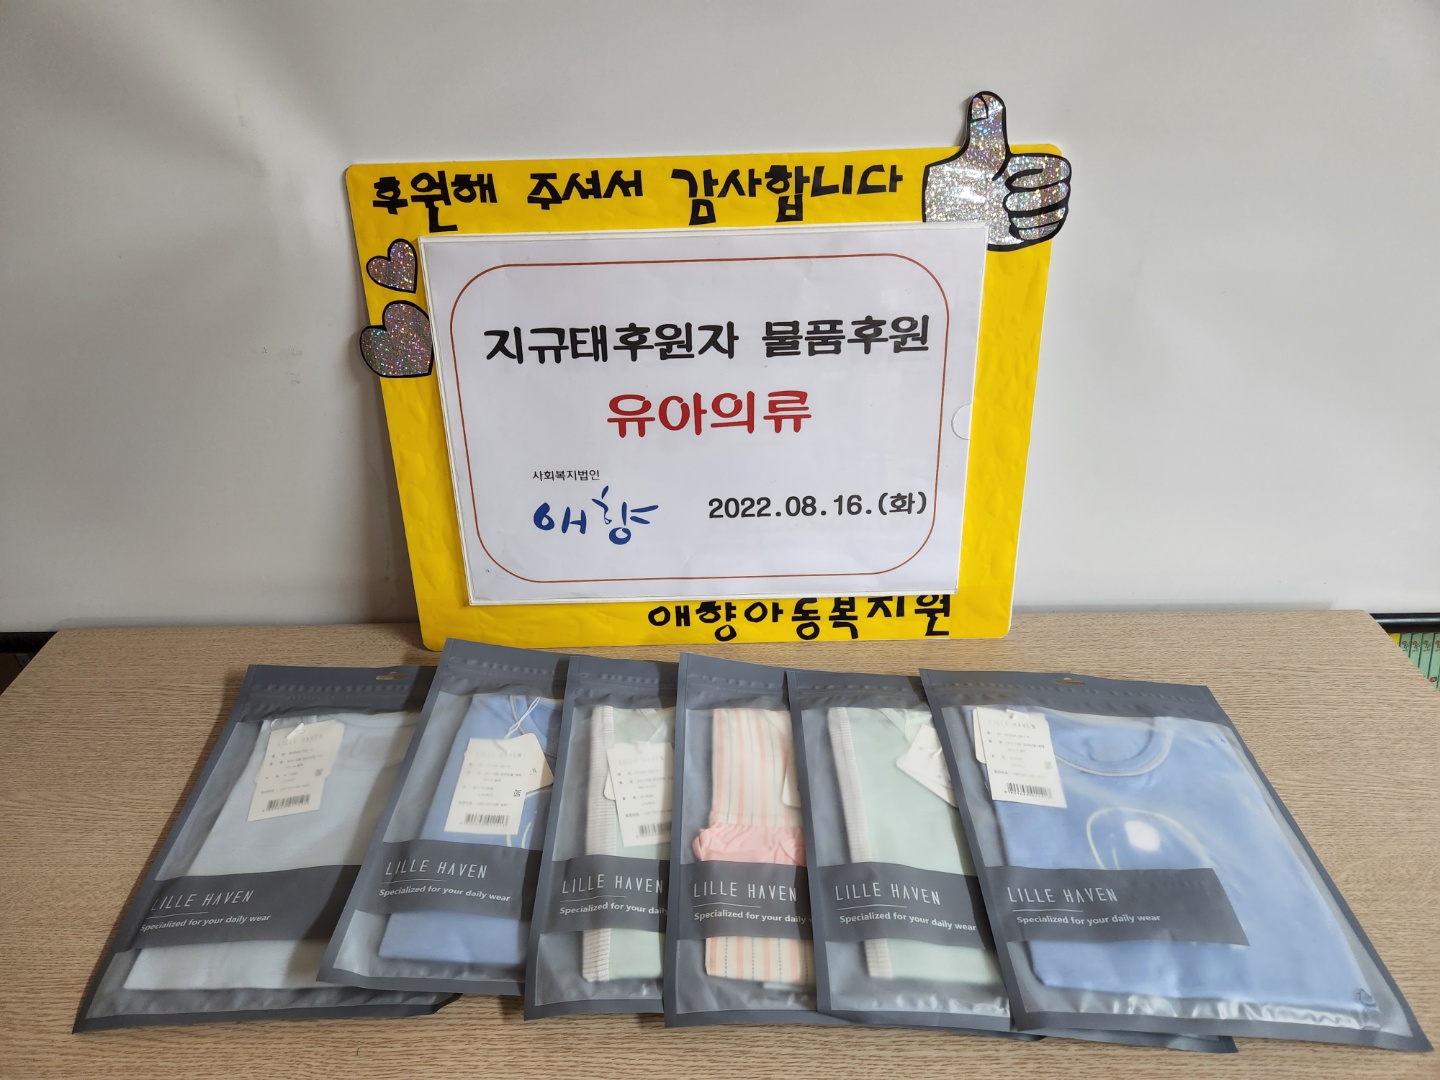 후원해 주셔서 감사합니다
지규태후원자 물품후원
유아의류
사회복지법인
애향
2022.08.16.(화)
애향아동복지원
LILLE HAVEN
Specialized for your daily wear
LILLE HAVEN
Specialized for your daily wear
LILLE HAVEN
Specialized for your daily
LILLE HAVEN
Specialized for your daily
LILLE HAVEN
Specialized for your daily wear
LILLE HAVEN
Specialized for your daily wear